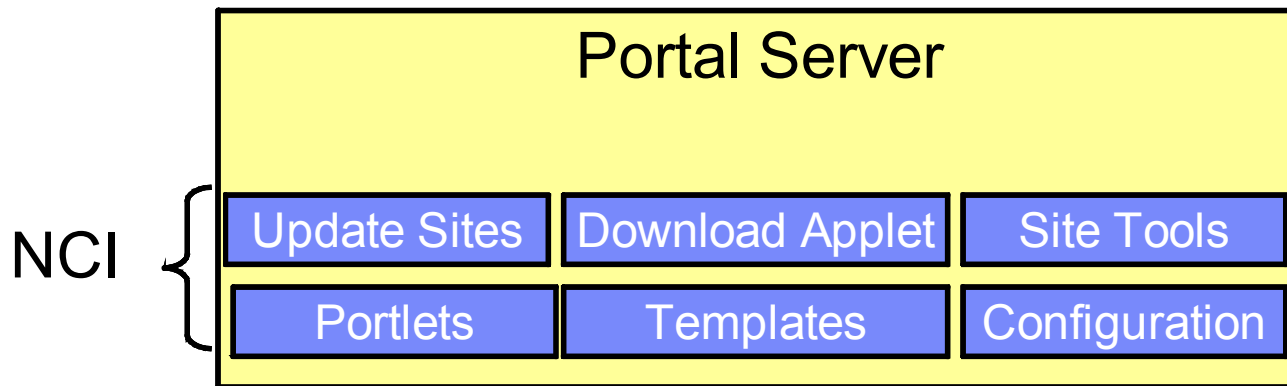 Portal Server
NCI
Update Sites
Download Applet
Site Tools
Portlets
Templates
Configuration